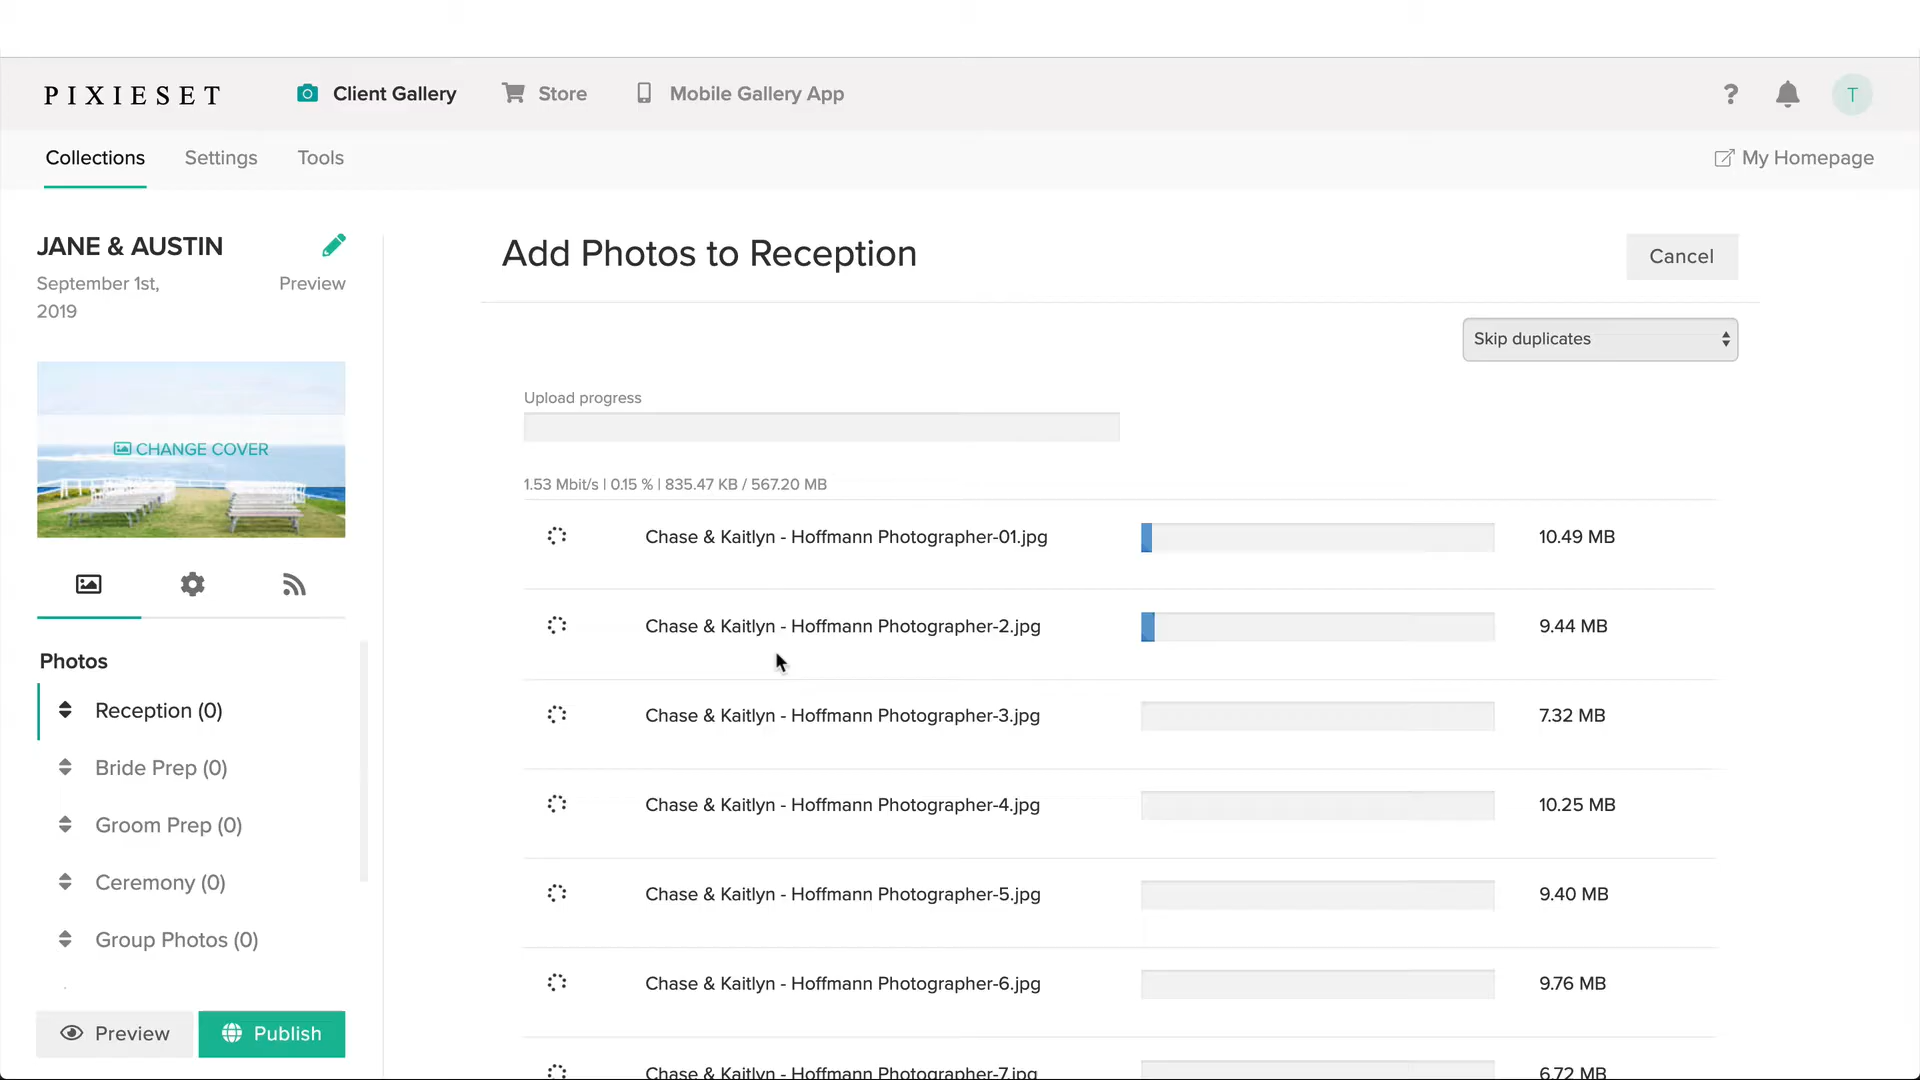 PIXIESET
Client Gallery
Store
Mobile Gallery App
?
T
Collections
Settings
Tools
My Homepage
JANE & AUSTIN
September 1st,
2019
Preview
CHANGE COVER
Photos
Reception (0)
Bride Prep (0)
Groom Prep (0)
Ceremony (0)
Group Photos (0)
Preview
Publish
Add Photos to Reception
Cancel
Skip duplicates
Upload progress
1.53 Mbit/s | 0.15 % | 835.47 KB / 567.20 MB
Chase & Kaitlyn - Hoffmann Photographer-01.jpg 10.49 MB
Chase & Kaitlyn - Hoffmann Photographer-2.jpg 9.44 MB
Chase & Kaitlyn - Hoffmann Photographer-3.jpg 7.32 MB
Chase & Kaitlyn - Hoffmann Photographer-4.jpg 10.25 MB
Chase & Kaitlyn - Hoffmann Photographer-5.jpg 9.40 MB
Chase & Kaitlyn - Hoffmann Photographer-6.jpg 9.76 MB
Chase & Kaitlyn - Hoffmann Photographer-7.jpg 6.72 MB